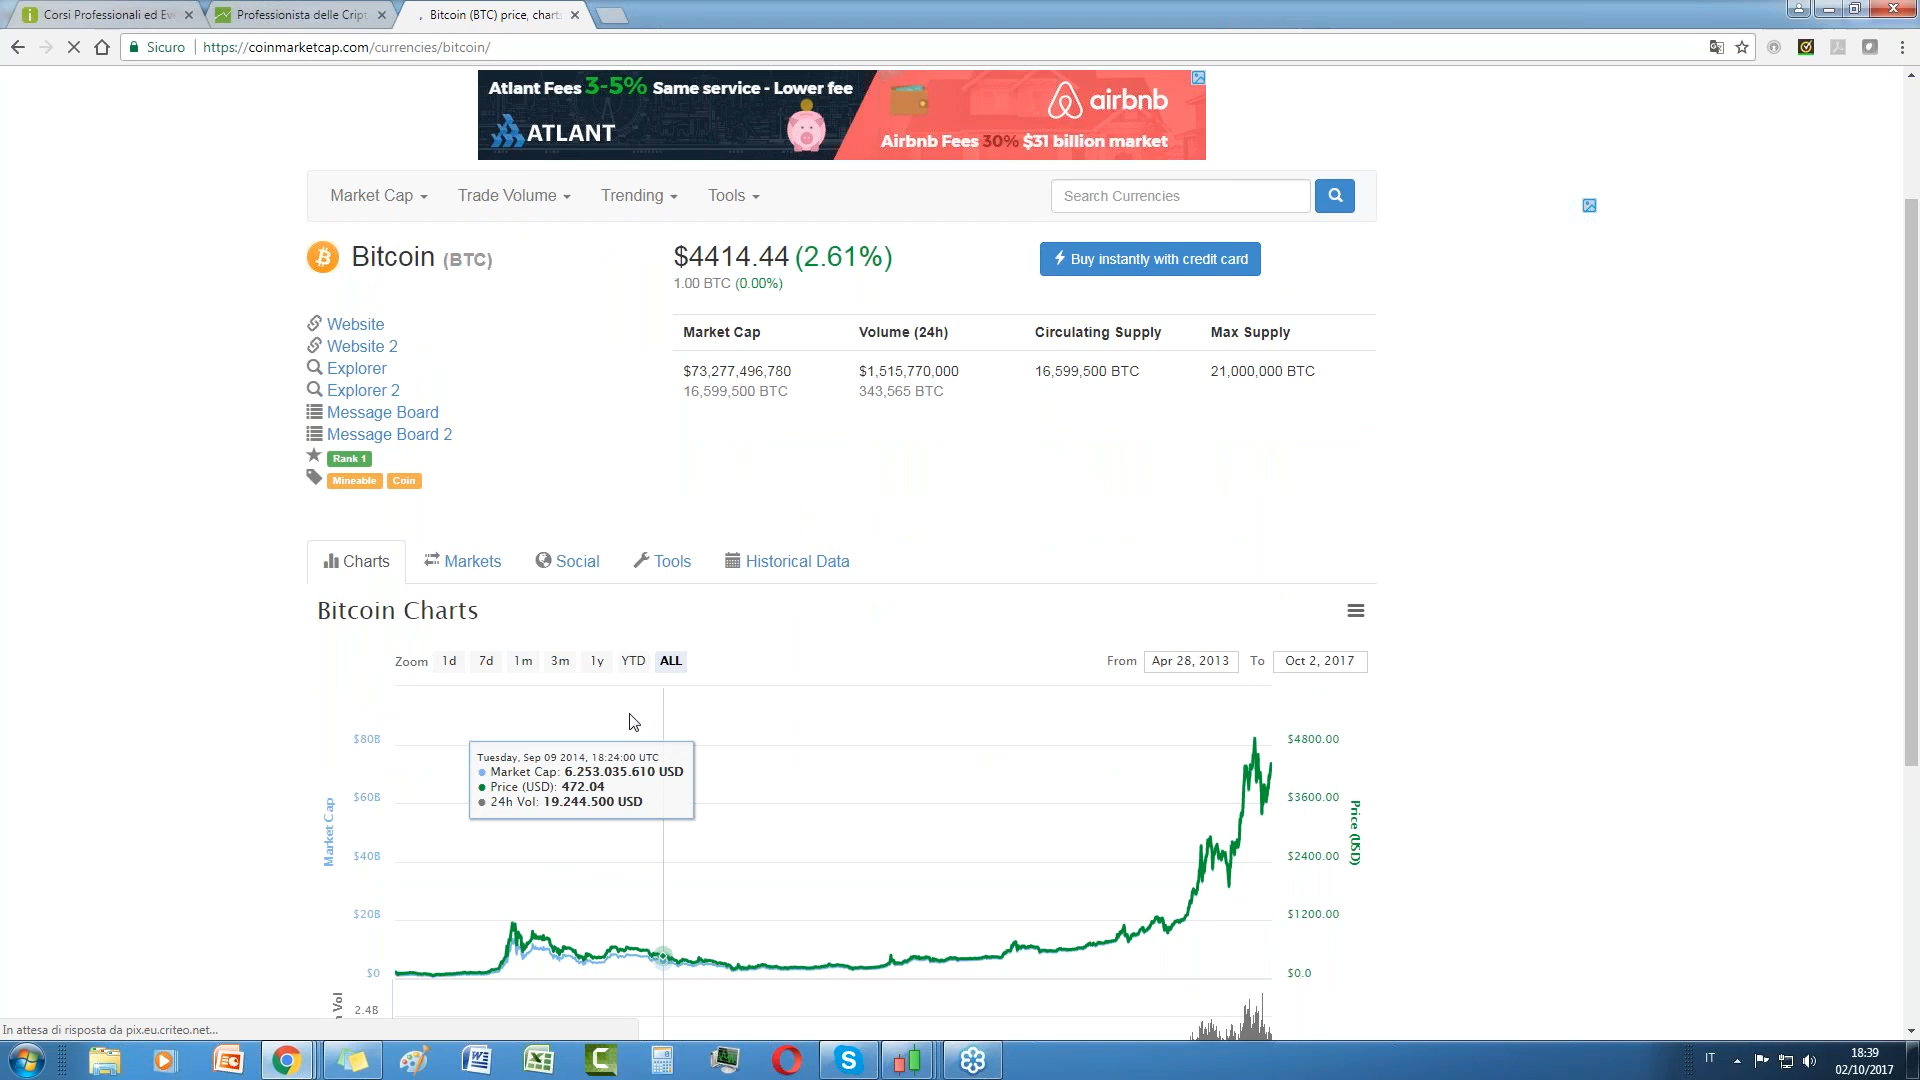 Corsi Professionali ed Eve
Professionista delle Cript
Bitcoin (BTC) price, chart
Sicuro
https://coinmarketcap.com/currencies/bitcoin/
Atlant Fees 3-5% Same service - Lower fee
ATLANT
airbnb
Airbnb Fees 30% $31 billion market
Market Cap
Trade Volume
Trending
Tools
Search Currencies
Bitcoin (BTC)
$4414.44 (2.61%)
1.00 BTC (0.00%)
Buy instantly with credit card
Website
Website 2
Explorer
Explorer 2
Message Board
Message Board 2
Rank 1
Mineable Coin
Market Cap Volume (24h) Circulating Supply Max Supply
$73,277,496,780 $1,515,770,000 16,599,500 BTC 21,000,000 BTC
16,599,500 BTC 343,565 BTC
Charts Markets Social Tools Historical Data
Bitcoin Charts
Zoom 1d 7d 1m 3m 1y YTD ALL
From Apr 28, 2013 To Oct 2, 2017
Tuesday, Sep 09 2014, 18:24:00 UTC
Market Cap: 6.253.035.610 USD
Price (USD): 472.04
24h Vol: 19.244.500 USD
$80B
$60B
$40B
$20B
$0
Market Cap
$4800.00
$3600.00
$2400.00
$1200.00
$0.0
Price (USD)
Vol
2.4B
In attesa di risposta da pix.eu.criteo.net...
IT
18:39
02/10/2017